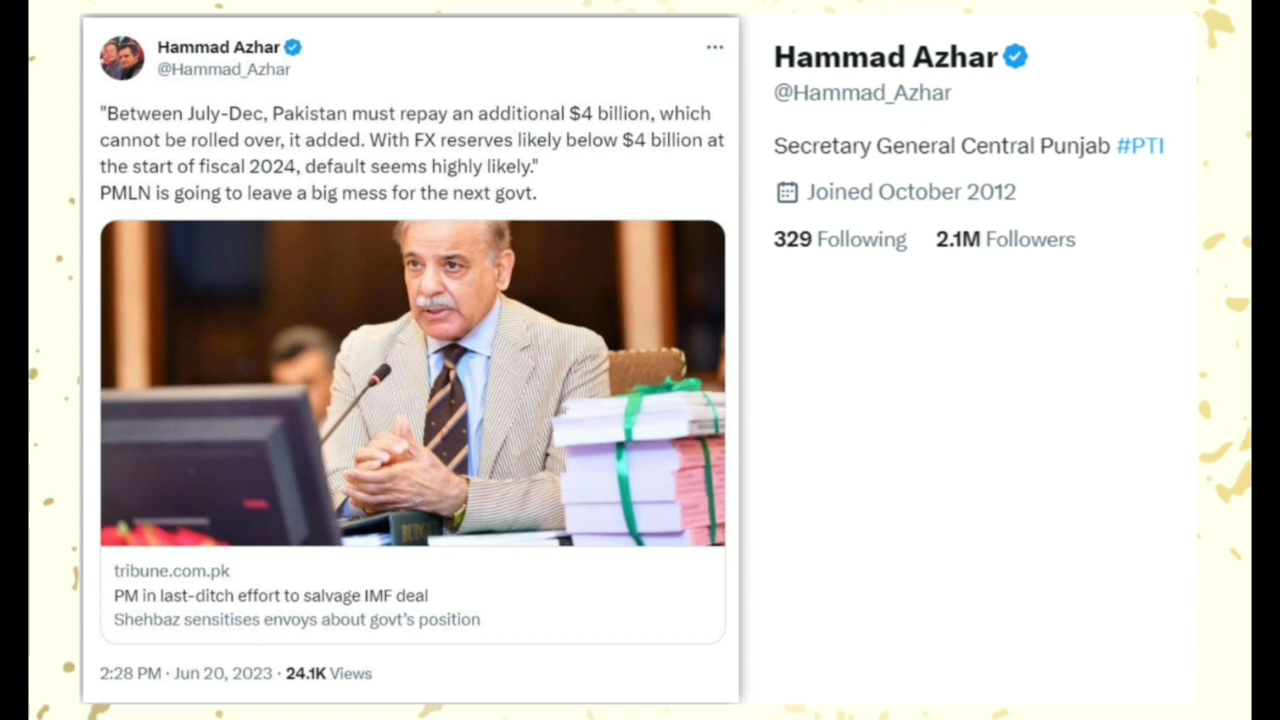 Hammad Azhar
@Hammad_Azhar
"Between July-Dec, Pakistan must repay an additional $4 billion, which
cannot be rolled over, it added. With FX reserves likely below $4 billion at
the start of fiscal 2024, default seems highly likely."
PMLN is going to leave a big mess for the next govt.
BUDGET
tribune.com.pk
PM in last-ditch effort to salvage IMF deal
Shehbaz sensitises envoys about govt's position
2:28 PM · Jun 20, 2023 · 24.1K Views
Hammad Azhar
@Hammad_Azhar
Secretary General Central Punjab #PTI
Joined October 2012
329 Following 2.1M Followers